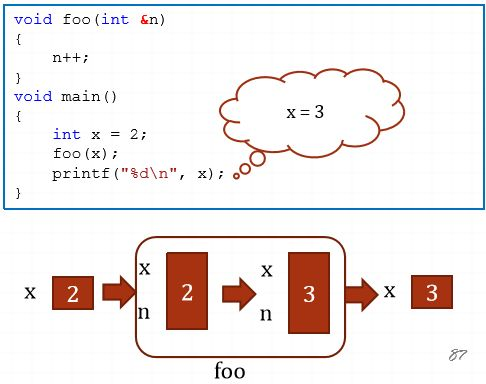 void foo(int &n)
{
n++;
}
void main()
{
int x = 2;
foo(x);
printf("%d\n", x);
}
x = 3
x 2 x n 2 x n 3 x 3
foo
87